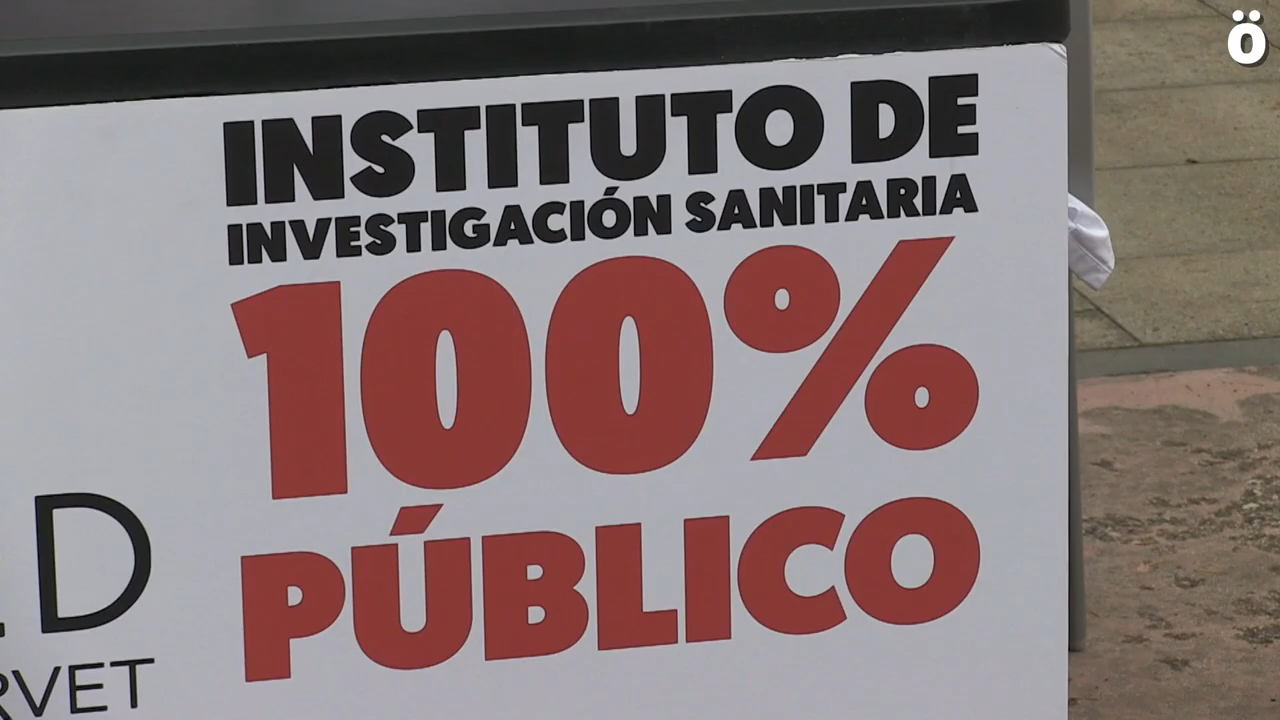 ö
INSTITUTO DE
INVESTIGACIÓN SANITARIA
100%
PÚBLICO
D
RVET